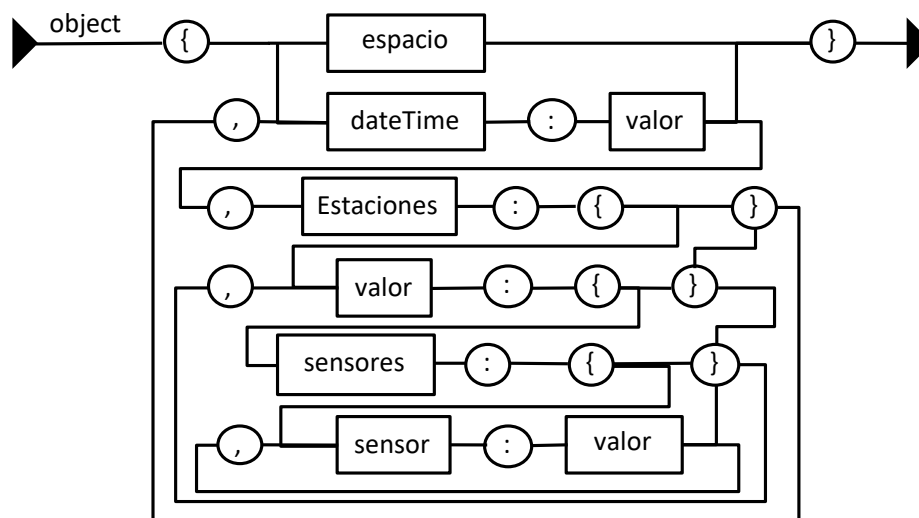 object { espacio }
, dateTime : valor
, Estaciones : { }
, valor : { }
sensores : { }
, sensor : valor